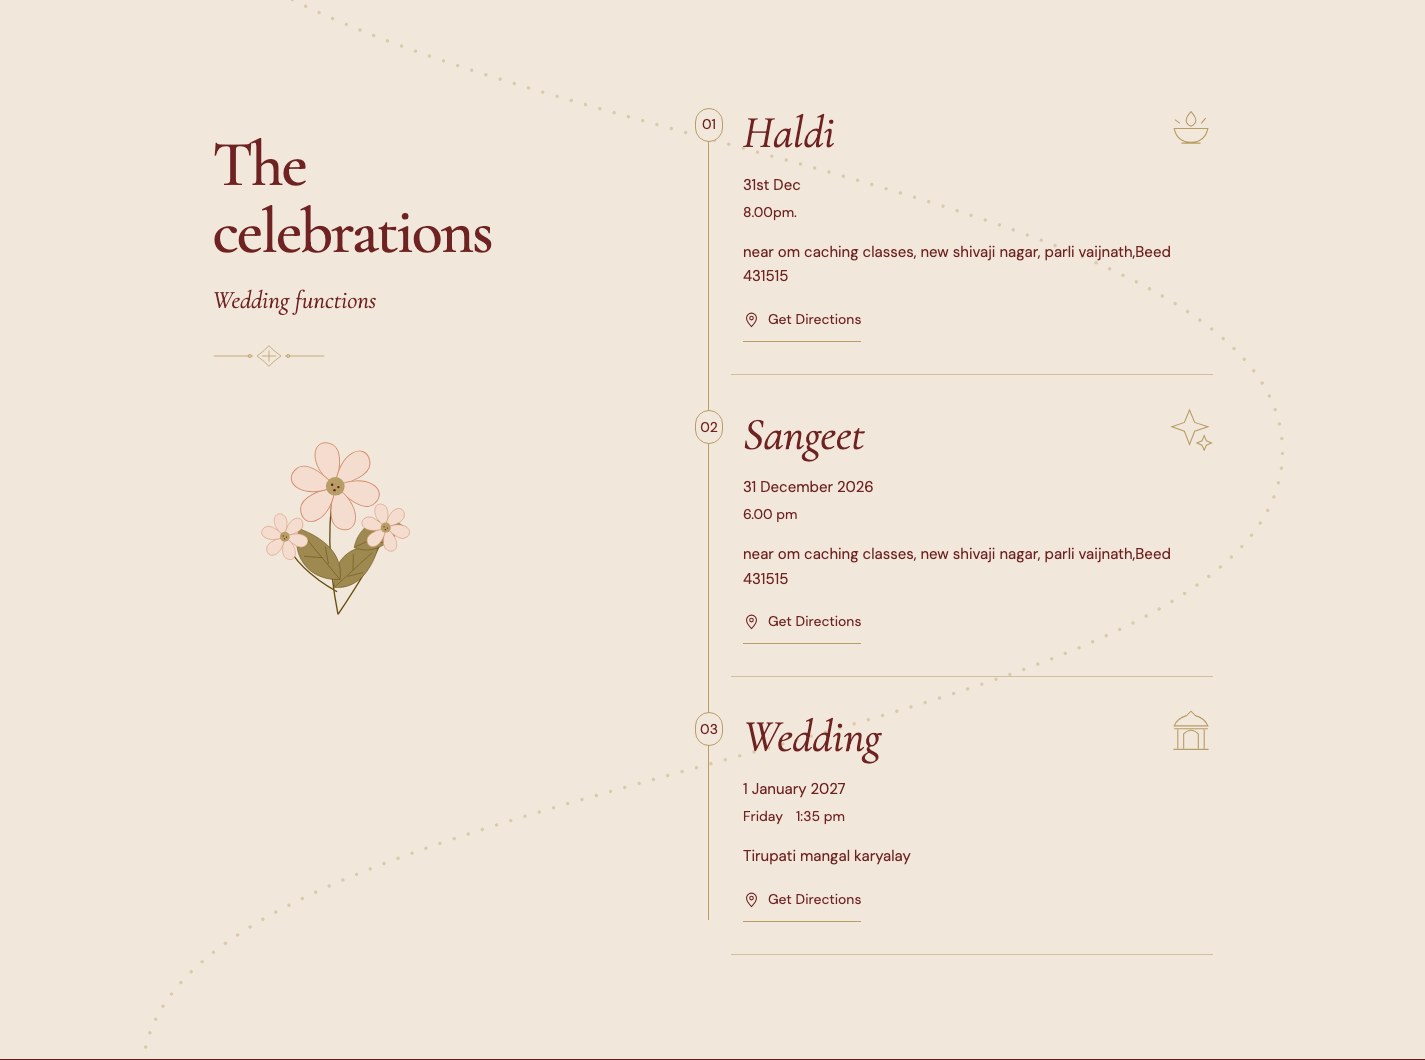 The
celebrations
Wedding functions
01
Haldi
31st Dec
8.00pm.
near om caching classes, new shivaji nagar, parli vaijnath,Beed
431515
Get Directions
02
Sangeet
31 December 2026
6.00 pm
near om caching classes, new shivaji nagar, parli vaijnath,Beed
431515
Get Directions
03
Wedding
1 January 2027
Friday 1:35 pm
Tirupati mangal karyalay
Get Directions